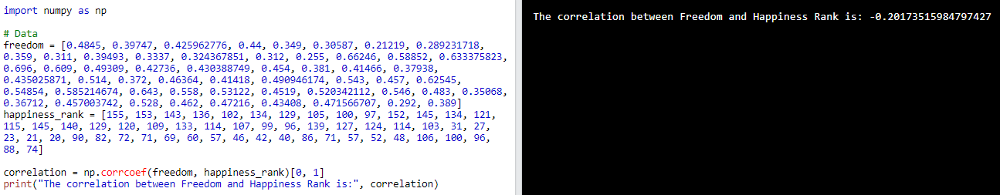 import numpy as np
# Data
freedom = [0.4845, 0.39747, 0.425962776, 0.44, 0.349, 0.30587, 0.21219, 0.289231718,
0.359, 0.311, 0.39493, 0.3337, 0.324367851, 0.312, 0.255, 0.66246, 0.58852, 0.633375823,
0.696, 0.609, 0.49309, 0.42736, 0.430388749, 0.454, 0.381, 0.41466, 0.37938,
0.435025871, 0.514, 0.372, 0.46364, 0.41418, 0.490946174, 0.543, 0.457, 0.62545,
0.54854, 0.585214674, 0.643, 0.558, 0.53122, 0.4519, 0.520342112, 0.546, 0.483, 0.35068,
0.36712, 0.457003742, 0.528, 0.462, 0.47216, 0.43408, 0.471566707, 0.292, 0.389]
happiness_rank = [155, 153, 143, 136, 102, 134, 129, 105, 100, 97, 152, 145, 134, 121,
115, 145, 140, 129, 120, 109, 133, 114, 107, 99, 96, 139, 127, 124, 114, 103, 31, 27,
23, 21, 20, 90, 82, 72, 71, 69, 60, 57, 46, 42, 40, 86, 71, 57, 52, 48, 106, 100, 96,
88, 74]
correlation = np.corrcoef(freedom, happiness_rank)[0, 1]
print("The correlation between Freedom and Happiness Rank is:", correlation)
The correlation between Freedom and Happiness Rank is: -0.20173515984797427